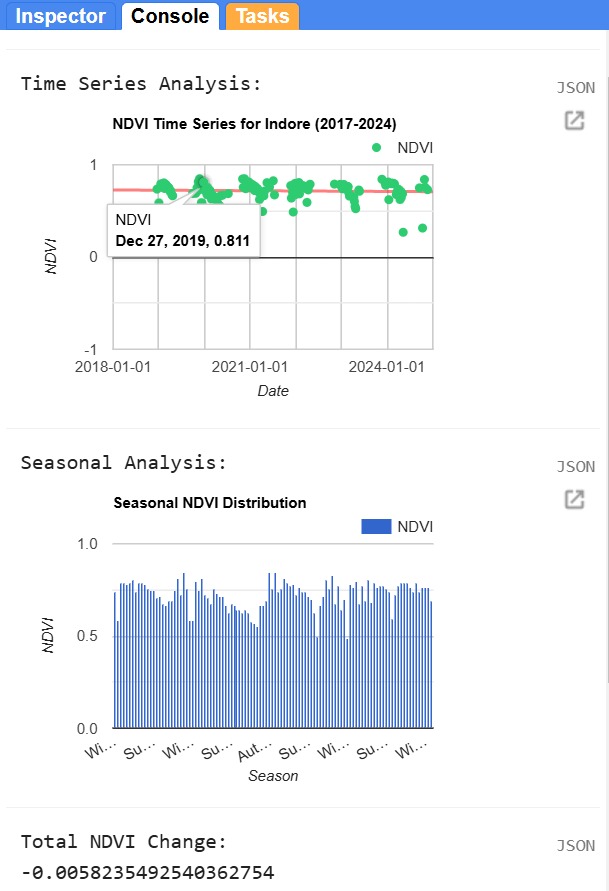 Inspector Console Tasks
Time Series Analysis:
JSON
NDVI Time Series for Indore (2017-2024)
NDVI
1
NDVI
Dec 27, 2019, 0.811
0
NDVI
-1
2018-01-01 2021-01-01 2024-01-01
Date
Seasonal Analysis:
JSON
Seasonal NDVI Distribution
NDVI
1.0
0.5
NDVI
0.0
Wi... Su... Wi... Su... Aut... Su... Wi... Su... Wi...
Season
Total NDVI Change:
JSON
-0.0058235492540362754